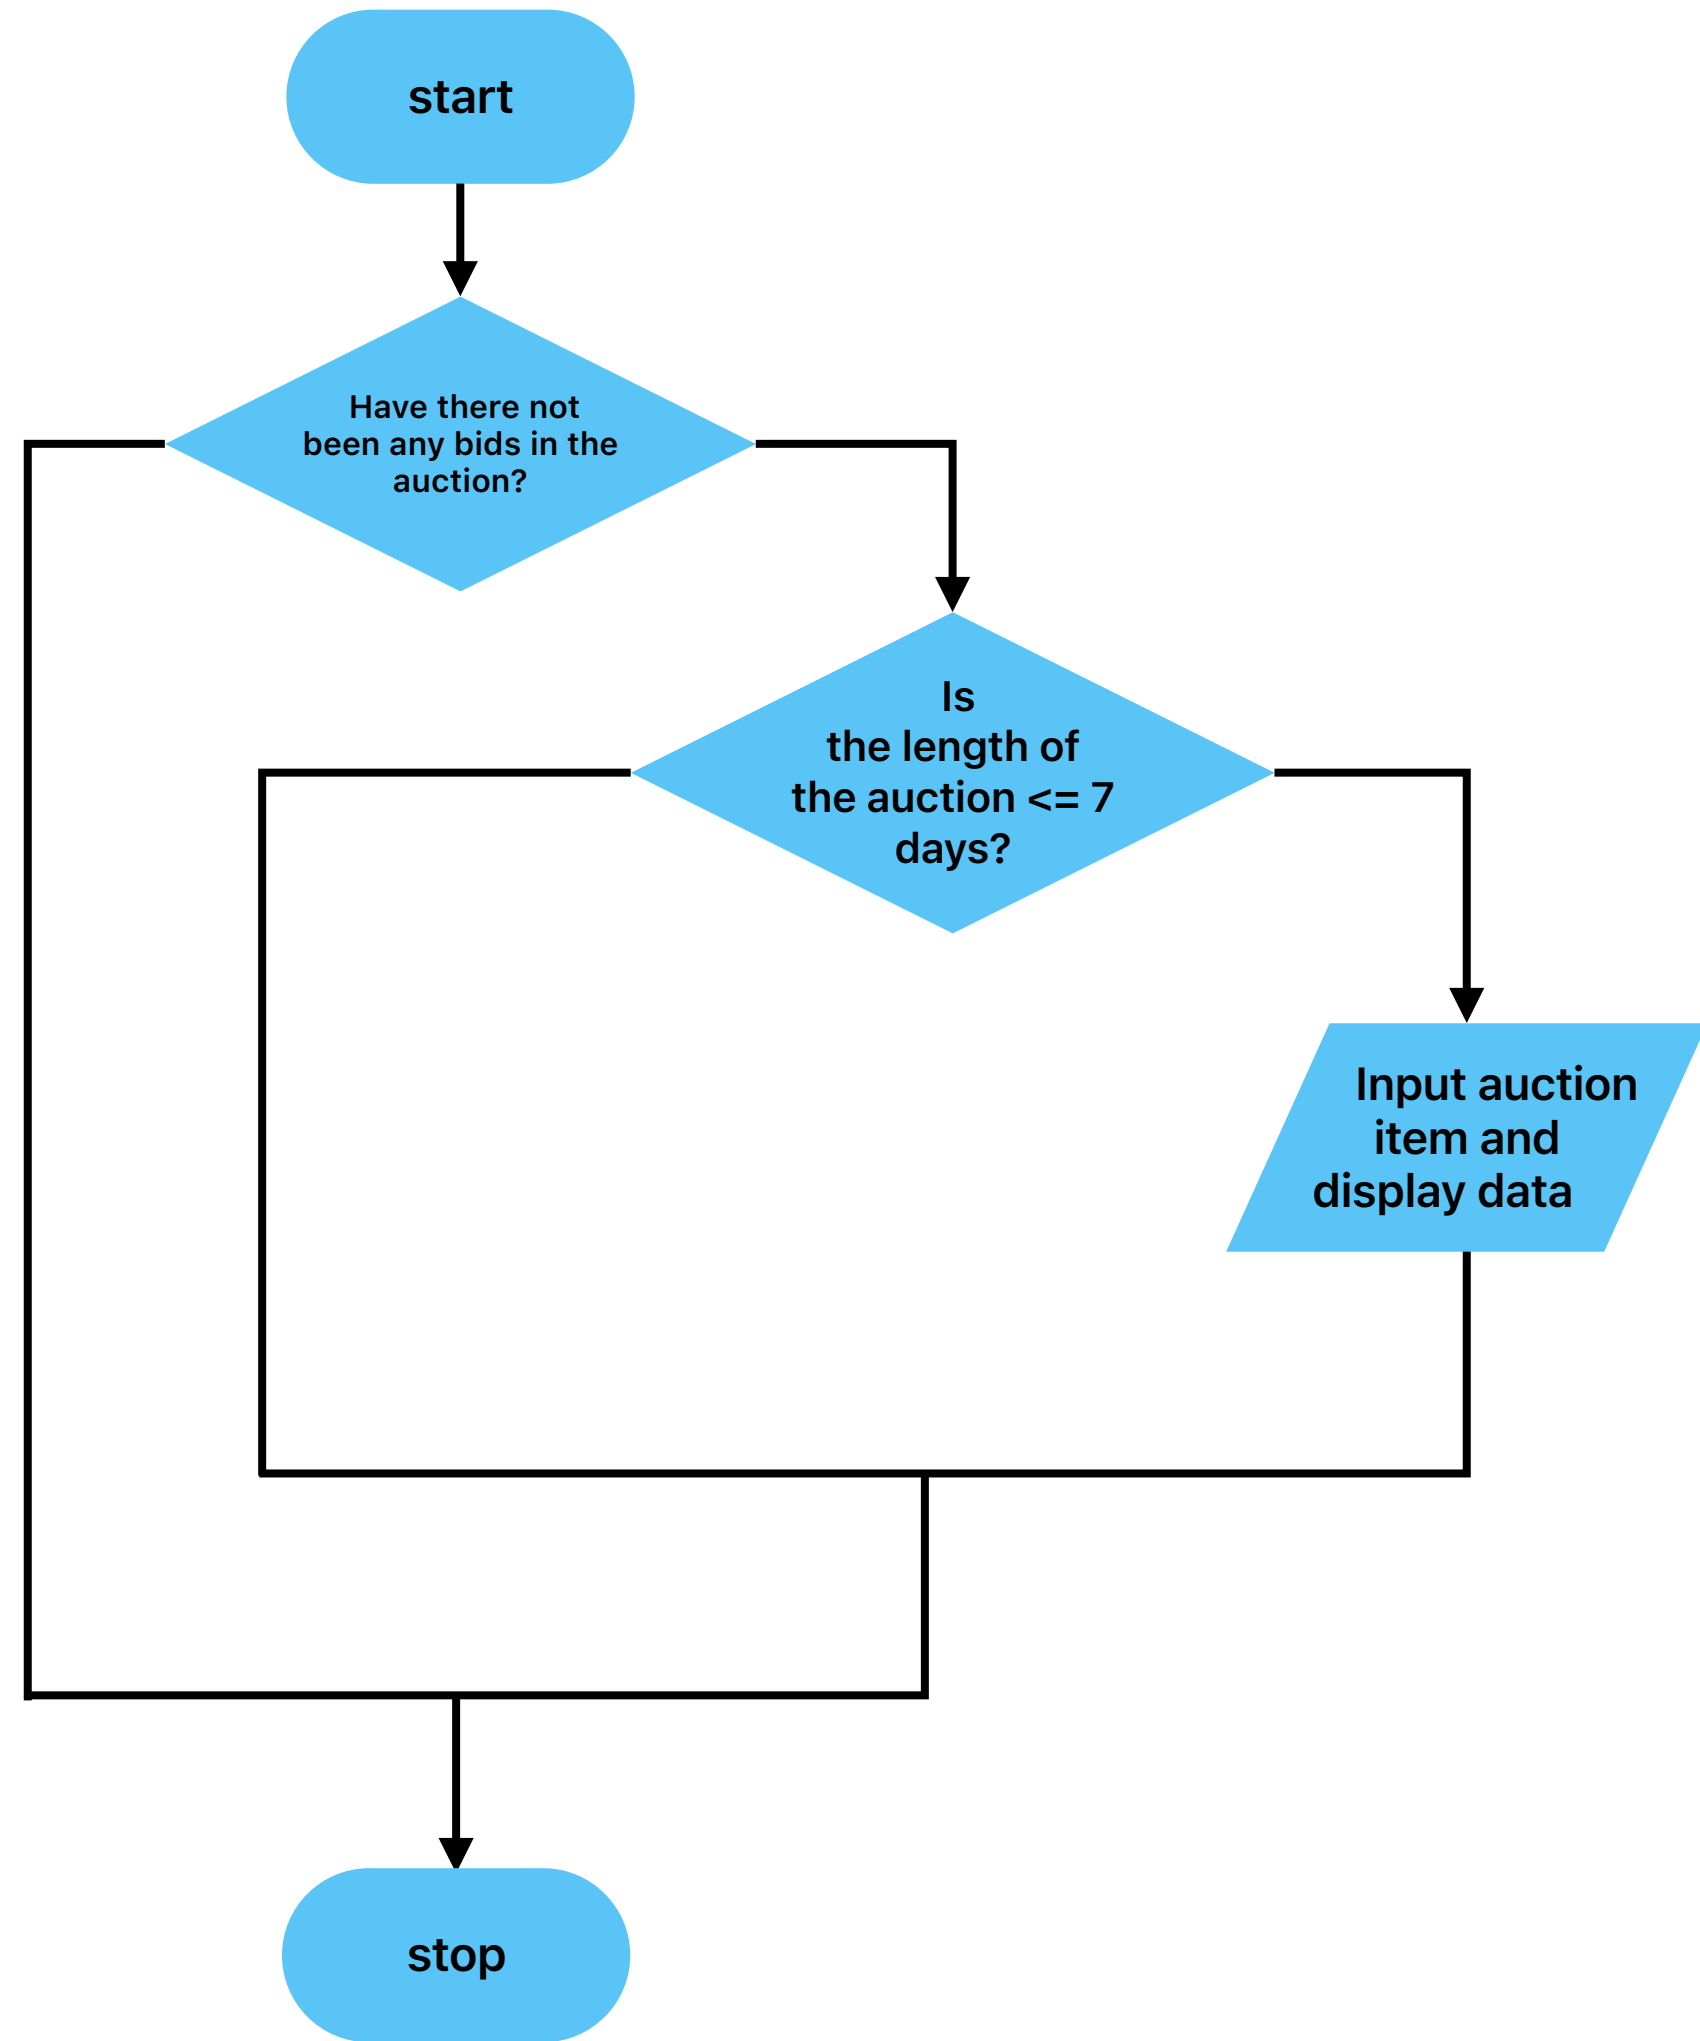 start
Have there not
been any bids in the
auction?
Is
the length of
the auction <= 7
days?
Input auction
item and
display data
stop